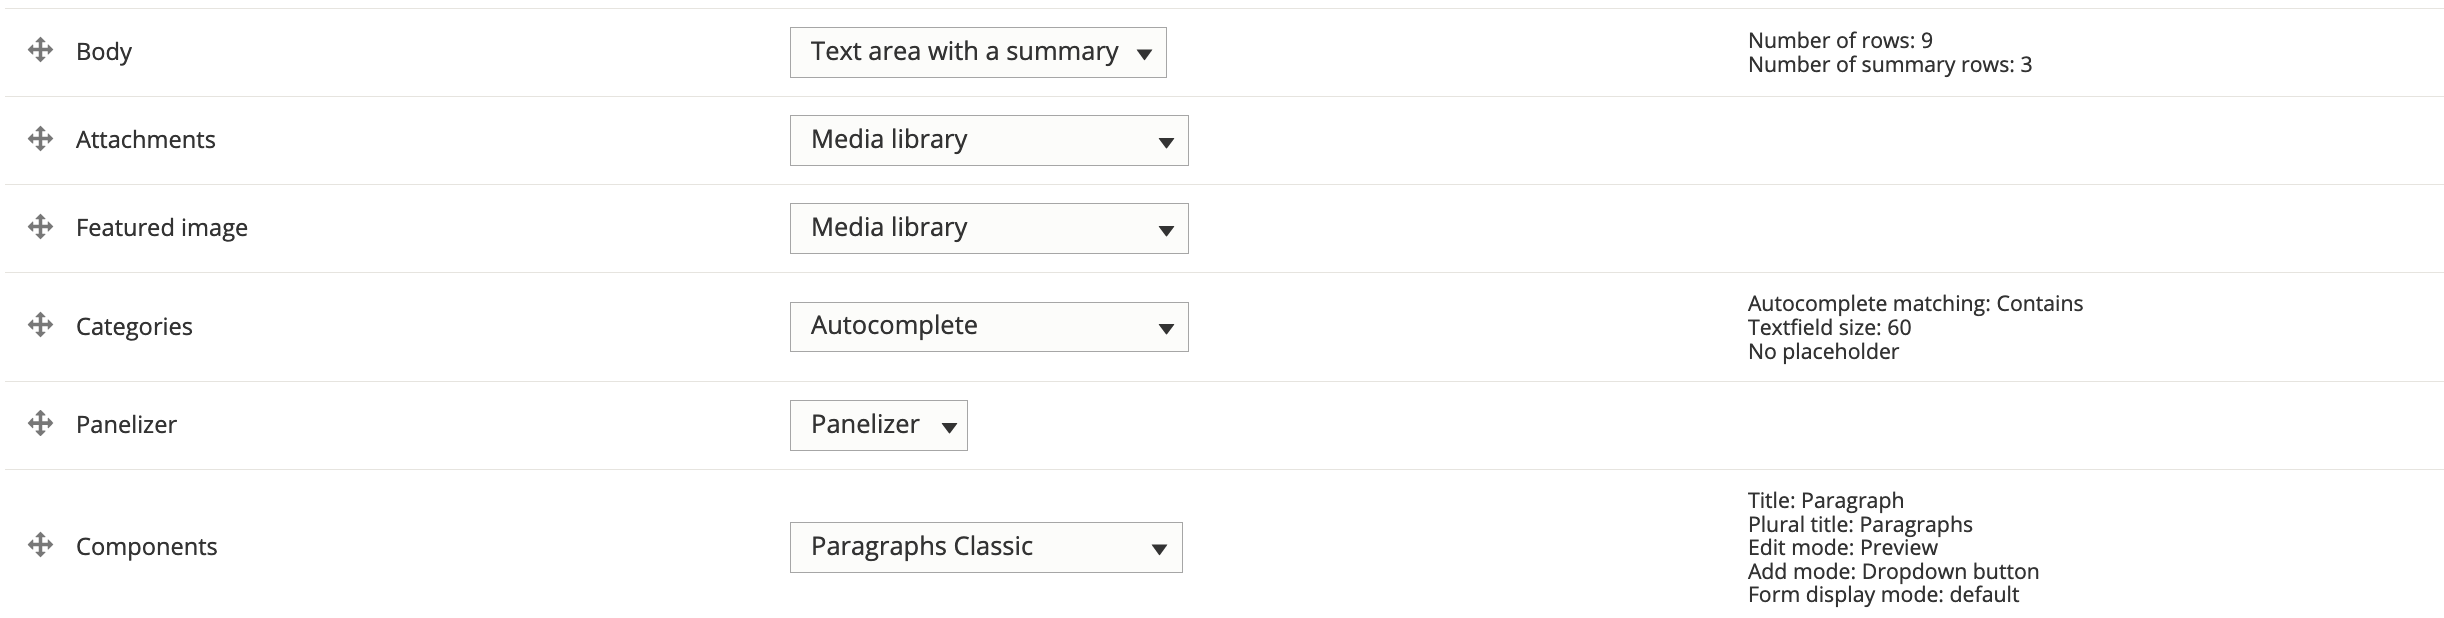 Body
Text area with a summary
Number of rows: 9
Number of summary rows: 3
Attachments
Media library
Featured image
Media library
Categories
Autocomplete
Autocomplete matching: Contains
Textfield size: 60
No placeholder
Panelizer
Panelizer
Components
Paragraphs Classic
Title: Paragraph
Plural title: Paragraphs
Edit mode: Preview
Add mode: Dropdown button
Form display mode: default